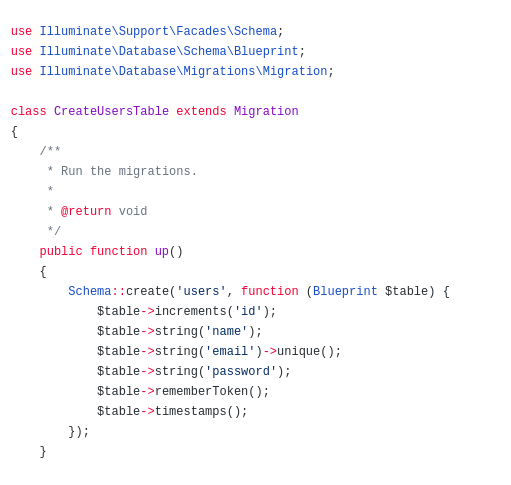 use Illuminate\Support\Facades\Schema;
use Illuminate\Database\Schema\Blueprint;
use Illuminate\Database\Migrations\Migration;

class CreateUsersTable extends Migration
{
    /**
     * Run the migrations.
     *
     * @return void
     */
    public function up()
    {
        Schema::create('users', function (Blueprint $table) {
            $table->increments('id');
            $table->string('name');
            $table->string('email')->unique();
            $table->string('password');
            $table->rememberToken();
            $table->timestamps();
        });
    }